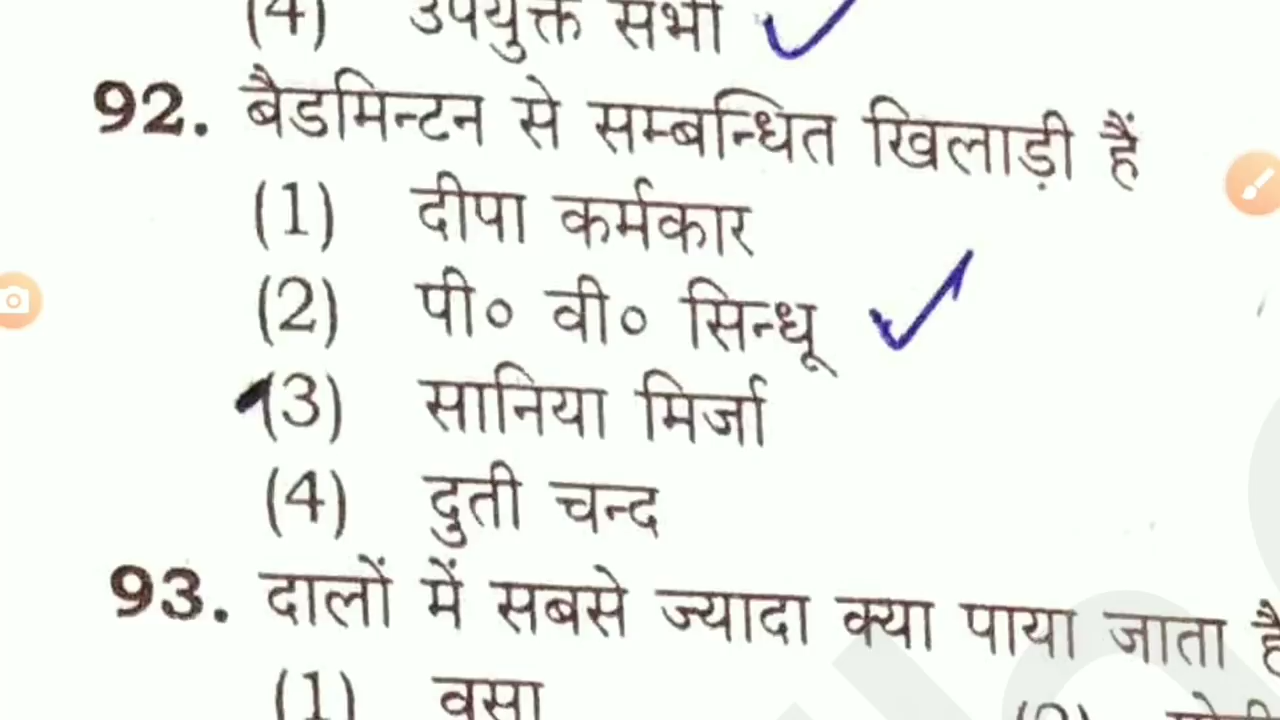 (4) उपर्युक्त सभी
92. बैडमिन्टन से सम्बन्धित खिलाड़ी हैं
(1) दीपा कर्मकार
(2) पी० वी० सिन्धू
(3) सानिया मिर्जा
(4) दुती चन्द
93. दालों में सबसे ज्यादा क्या पाया जाता है
(1) वसा (2)